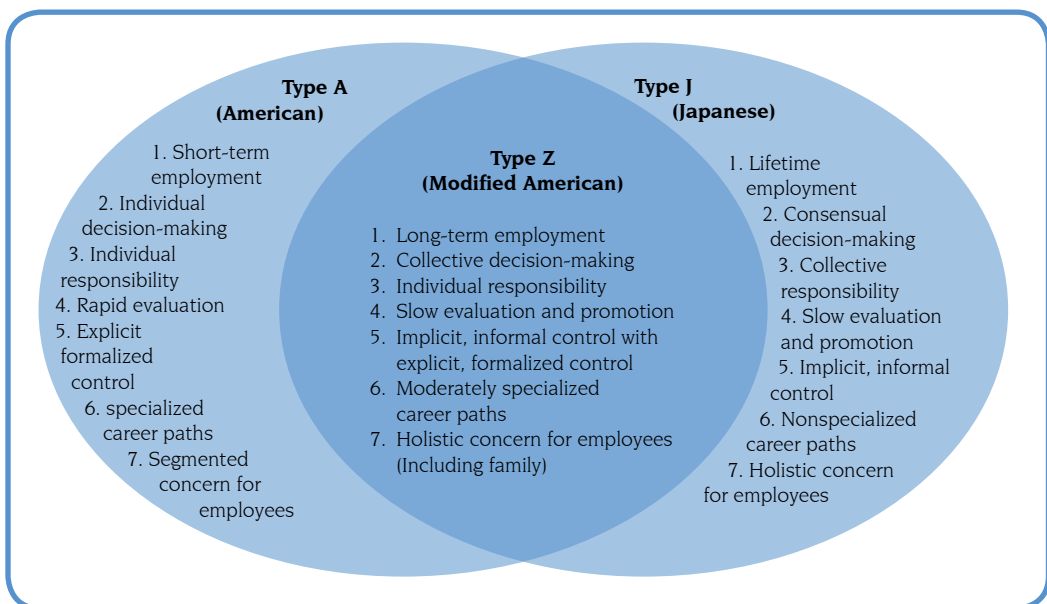 Type A
(American)
1. Short-term
employment
2. Individual
decision-making
3. Individual
responsibility
4. Rapid evaluation
5. Explicit
formalized
control
6. specialized
career paths
7. Segmented
concern for
employees
Type Z
(Modified American)
1. Long-term employment
2. Collective decision-making
3. Individual responsibility
4. Slow evaluation and promotion
5. Implicit, informal control with
explicit, formalized control
6. Moderately specialized
career paths
7. Holistic concern for employees
(Including family)
Type J
(Japanese)
1. Lifetime
employment
2. Consensual
decision-making
3. Collective
responsibility
4. Slow evaluation
and promotion
5. Implicit, informal
control
6. Nonspecialized
career paths
7. Holistic concern
for employees